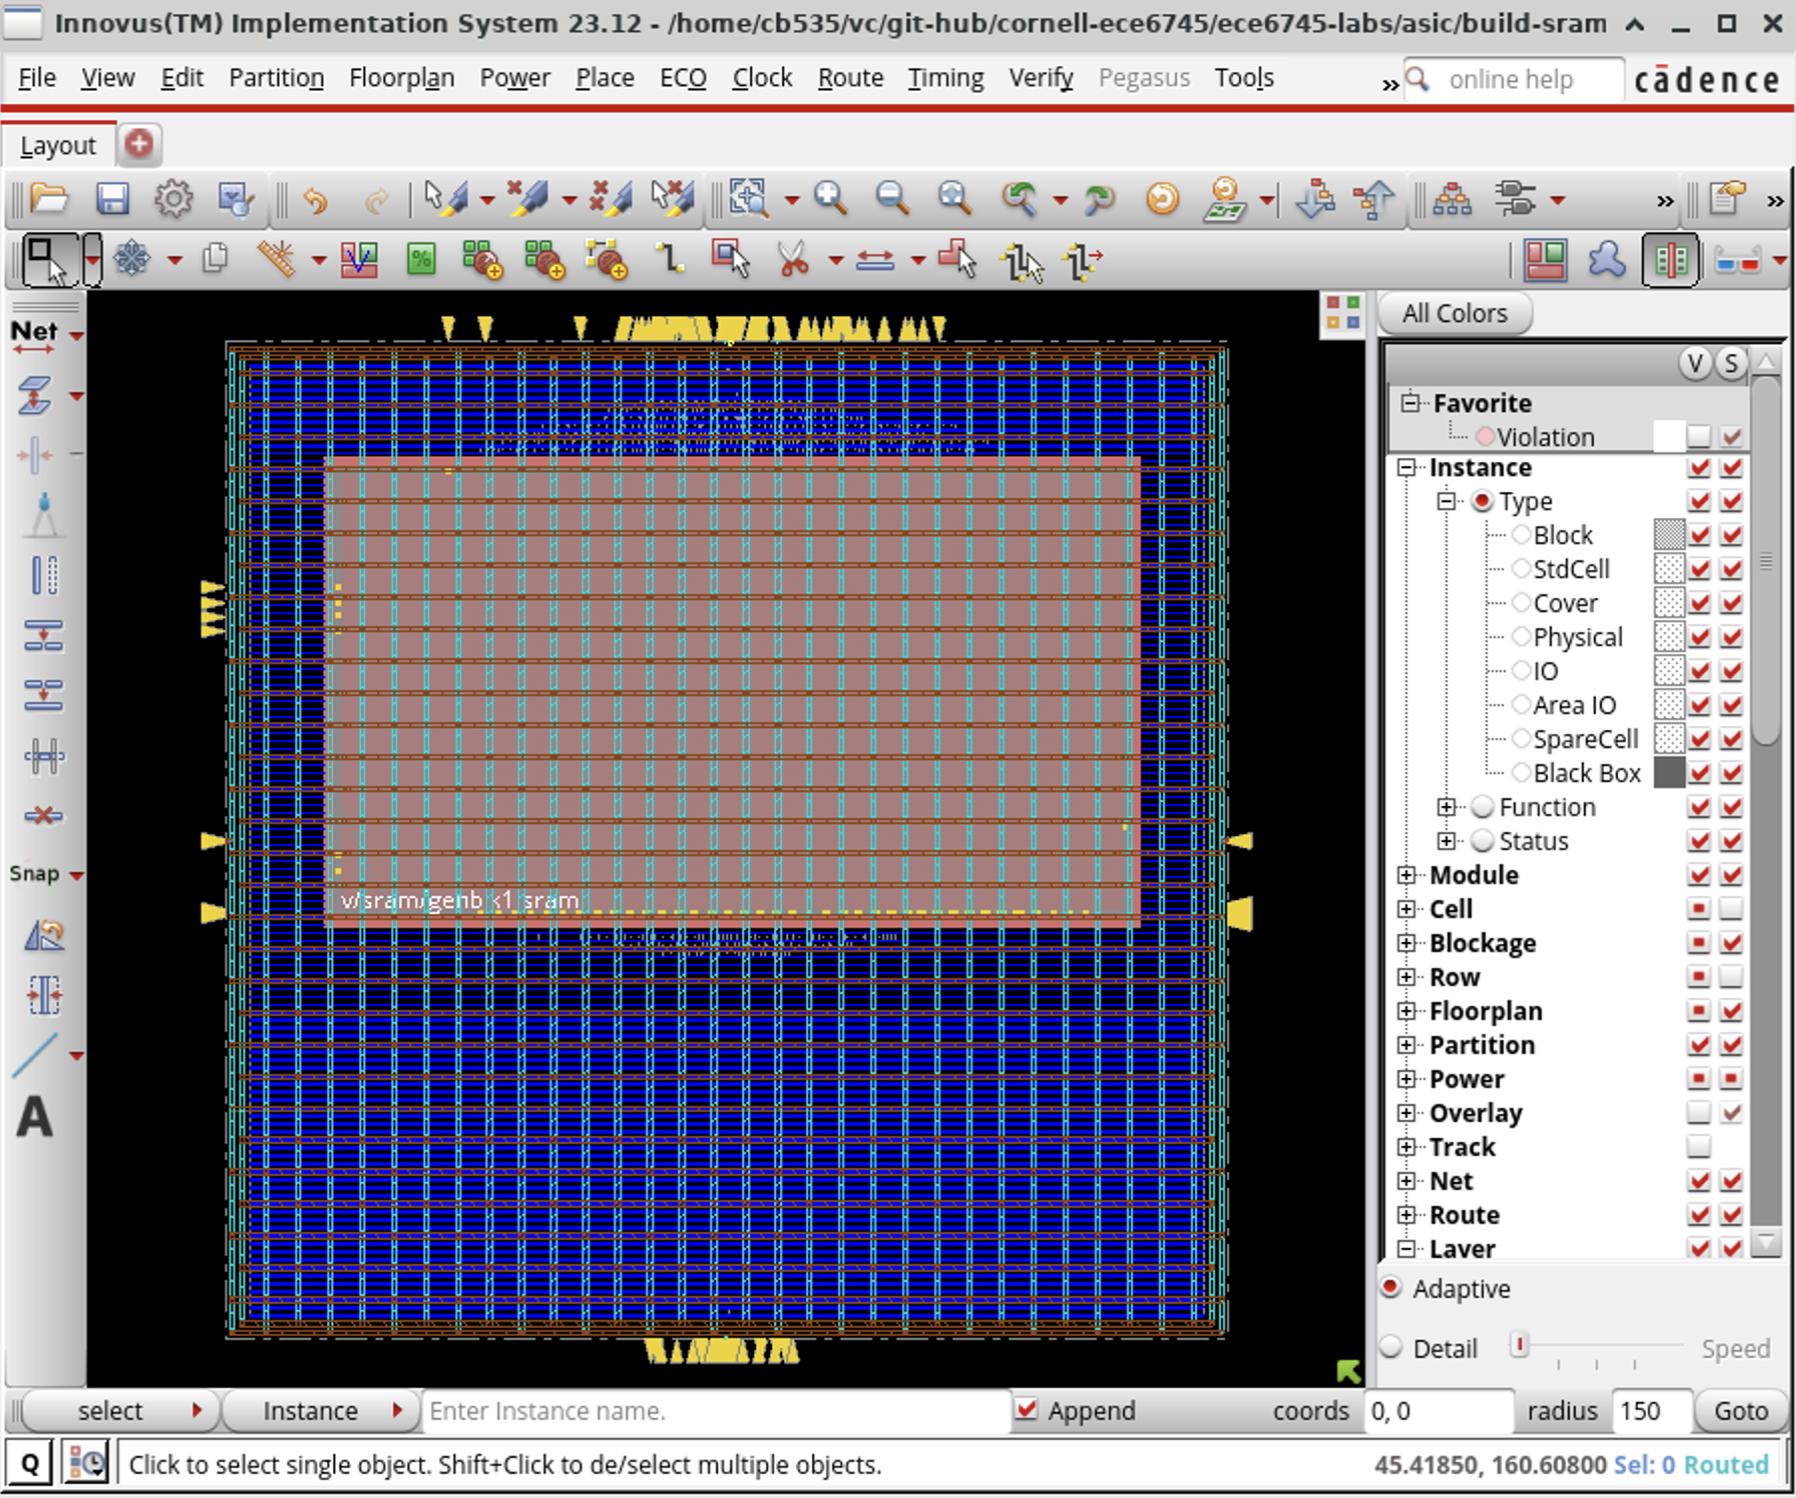 Innovus(TM) Implementation System 23.12 - /home/cb535/vc/git-hub/cornell-ece6745/ece6745-labs/asic/build-sram
File View Edit Partition Floorplan Power Place ECO Clock Route Timing Verify Pegasus Tools » online help cādence
Layout
» »
All Colors
Net
V S
Favorite
Violation
Instance
Type
Block
StdCell
Cover
Physical
IO
Area IO
SpareCell
Black Box
Function
Status
Snap
Module
v/sram/genb k1 sram
Cell
Blockage
Row
Floorplan
Partition
Power
A
Overlay
Track
Net
Route
Layer
Adaptive
Detail Speed
select Instance Enter Instance name. Append coords 0, 0 radius 150 Goto
Q Click to select single object. Shift+Click to de/select multiple objects. 45.41850, 160.60800 Sel: 0 Routed